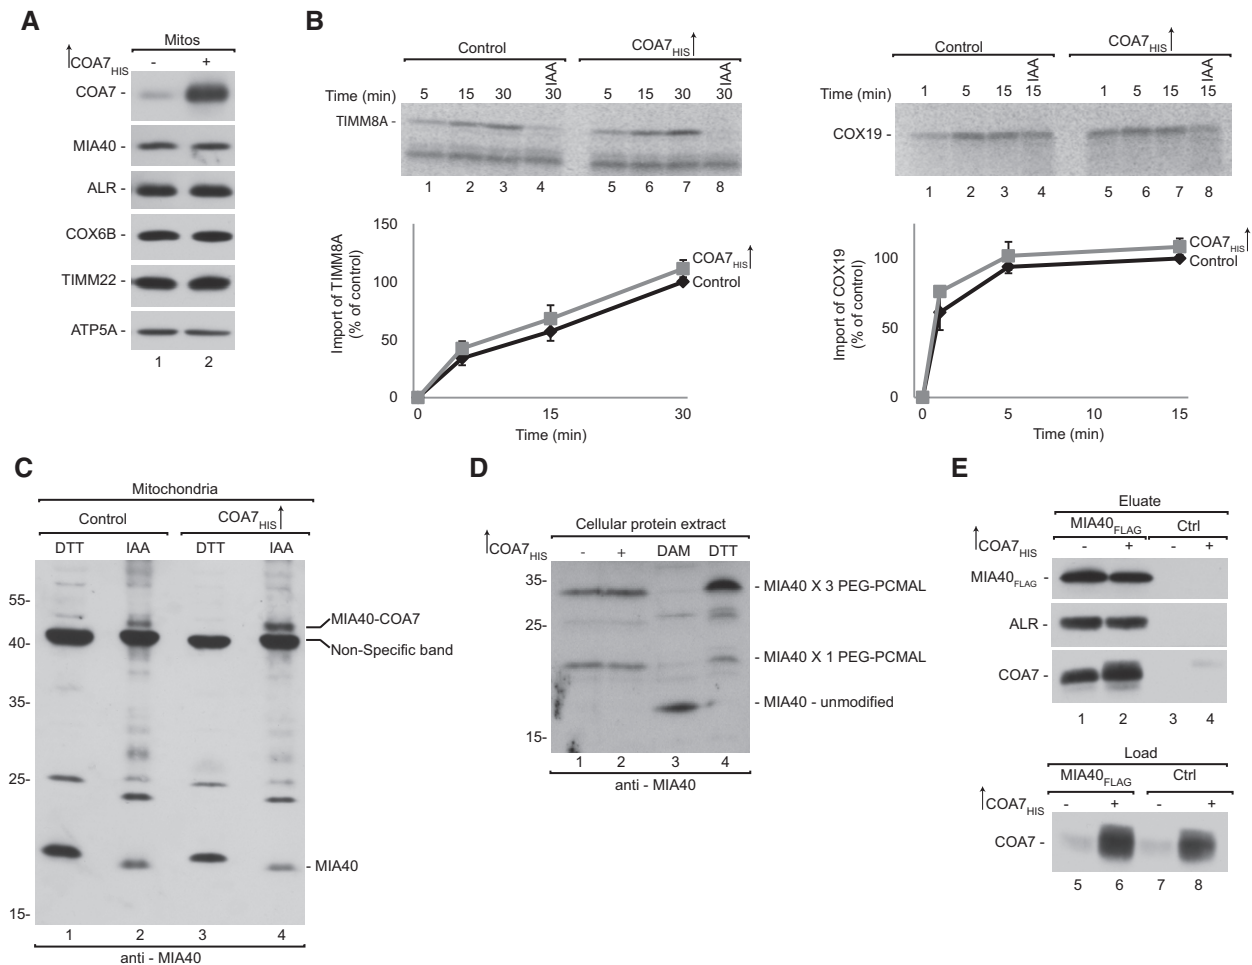 A
Mitos
↑COA7HIS - +
COA7 -
MIA40 -
ALR -
COX6B -
TIMM22 -
ATP5A -
1 2
B
Control COA7HIS↑
IAA IAA
Time (min) 5 15 30 30 5 15 30 30
TIMM8A -
1 2 3 4 5 6 7 8
Import of TIMM8A
(% of control)
150
100
50
0
COA7HIS↑
Control
0 15 30
Time (min)
Control COA7HIS↑
IAA IAA
Time (min) 1 5 15 15 1 5 15 15
COX19 -
1 2 3 4 5 6 7 8
Import of COX19
(% of control)
100
50
0
COA7HIS↑
Control
0 5 10 15
Time (min)
C
Mitochondria
Control COA7HIS↑
DTT IAA DTT IAA
55-
40-
35-
25-
15-
MIA40-COA7
Non-Specific band
- MIA40
1 2 3 4
anti - MIA40
D
Cellular protein extract
↑COA7HIS - + DAM DTT
35-
25-
15-
- MIA40 X 3 PEG-PCMAL
- MIA40 X 1 PEG-PCMAL
- MIA40 - unmodified
1 2 3 4
anti - MIA40
E
Eluate
MIA40FLAG Ctrl
↑COA7HIS - + - +
MIA40FLAG -
ALR -
COA7 -
1 2 3 4
Load
MIA40FLAG Ctrl
↑COA7HIS - + - +
COA7 -
5 6 7 8